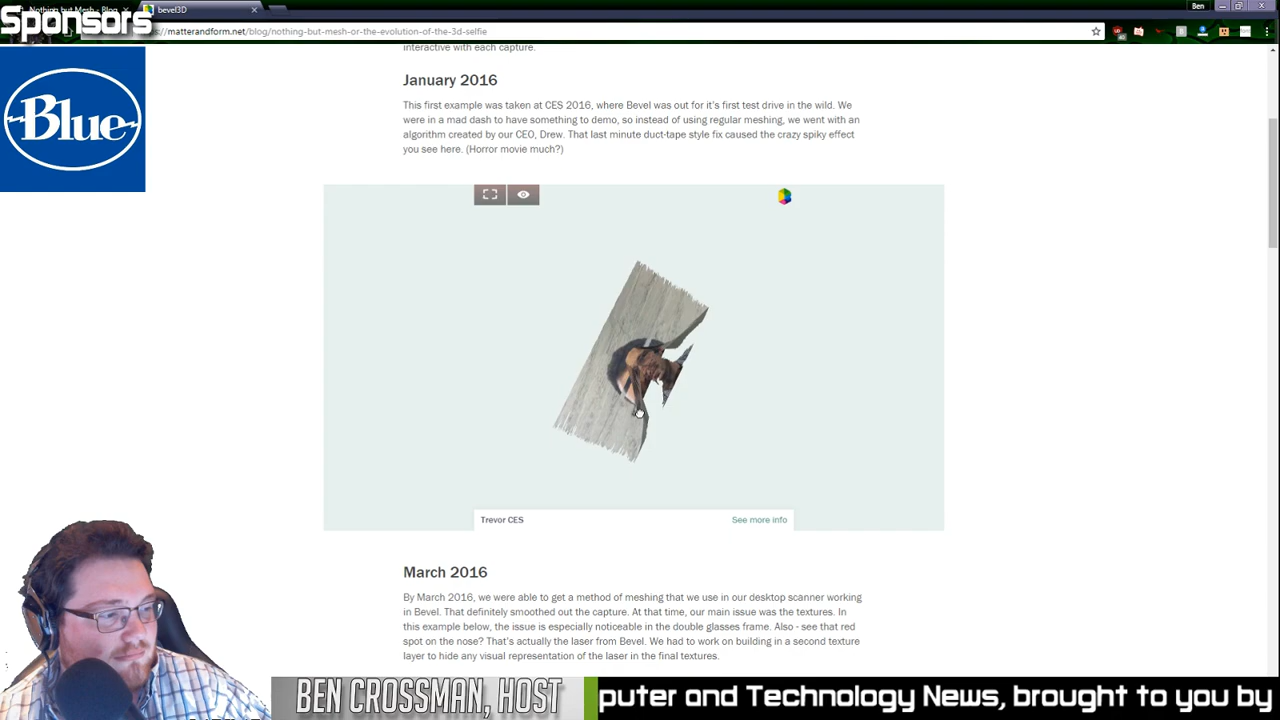 Nothing but Mesh - Blog
bevel3D
Ben
Sponsors
//matterandform.net/blog/nothing-but-mesh-or-the-evolution-of-the-3d-selfie
interactive with each capture.
Blue
January 2016
This first example was taken at CES 2016, where Bevel was out for it's first test drive in the wild. We
were in a mad dash to have something to demo, so instead of using regular meshing, we went with an
algorithm created by our CEO, Drew. That last minute duct-tape style fix caused the crazy spiky effect
you see here. (Horror movie much?)
Trevor CES
See more info
March 2016
By March 2016, we were able to get a method of meshing that we use in our desktop scanner working
in Bevel. That definitely smoothed out the capture. At that time, our main issue was the textures. In
this example below, the issue is especially noticeable in the double glasses frame. Also - see that red
spot on the nose? That's actually the laser from Bevel. We had to work on building in a second texture
layer to hide any visual representation of the laser in the final textures.
BEN CROSSMAN, HOST
puter and Technology News, brought to you by